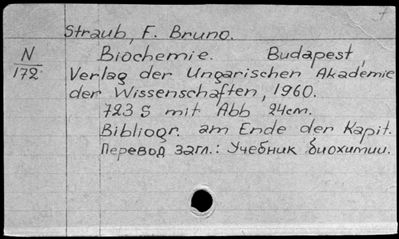 Straub, F. Bruno.
N
172
Biochemie. Budapest,
Verlag der Ungarischen Akademie
der Wissenschaften, 1960.
723 S mit Abb 24cm.
Bibliogr. am Ende der Kapit.
Перевод загл.: Учебник биохимии.